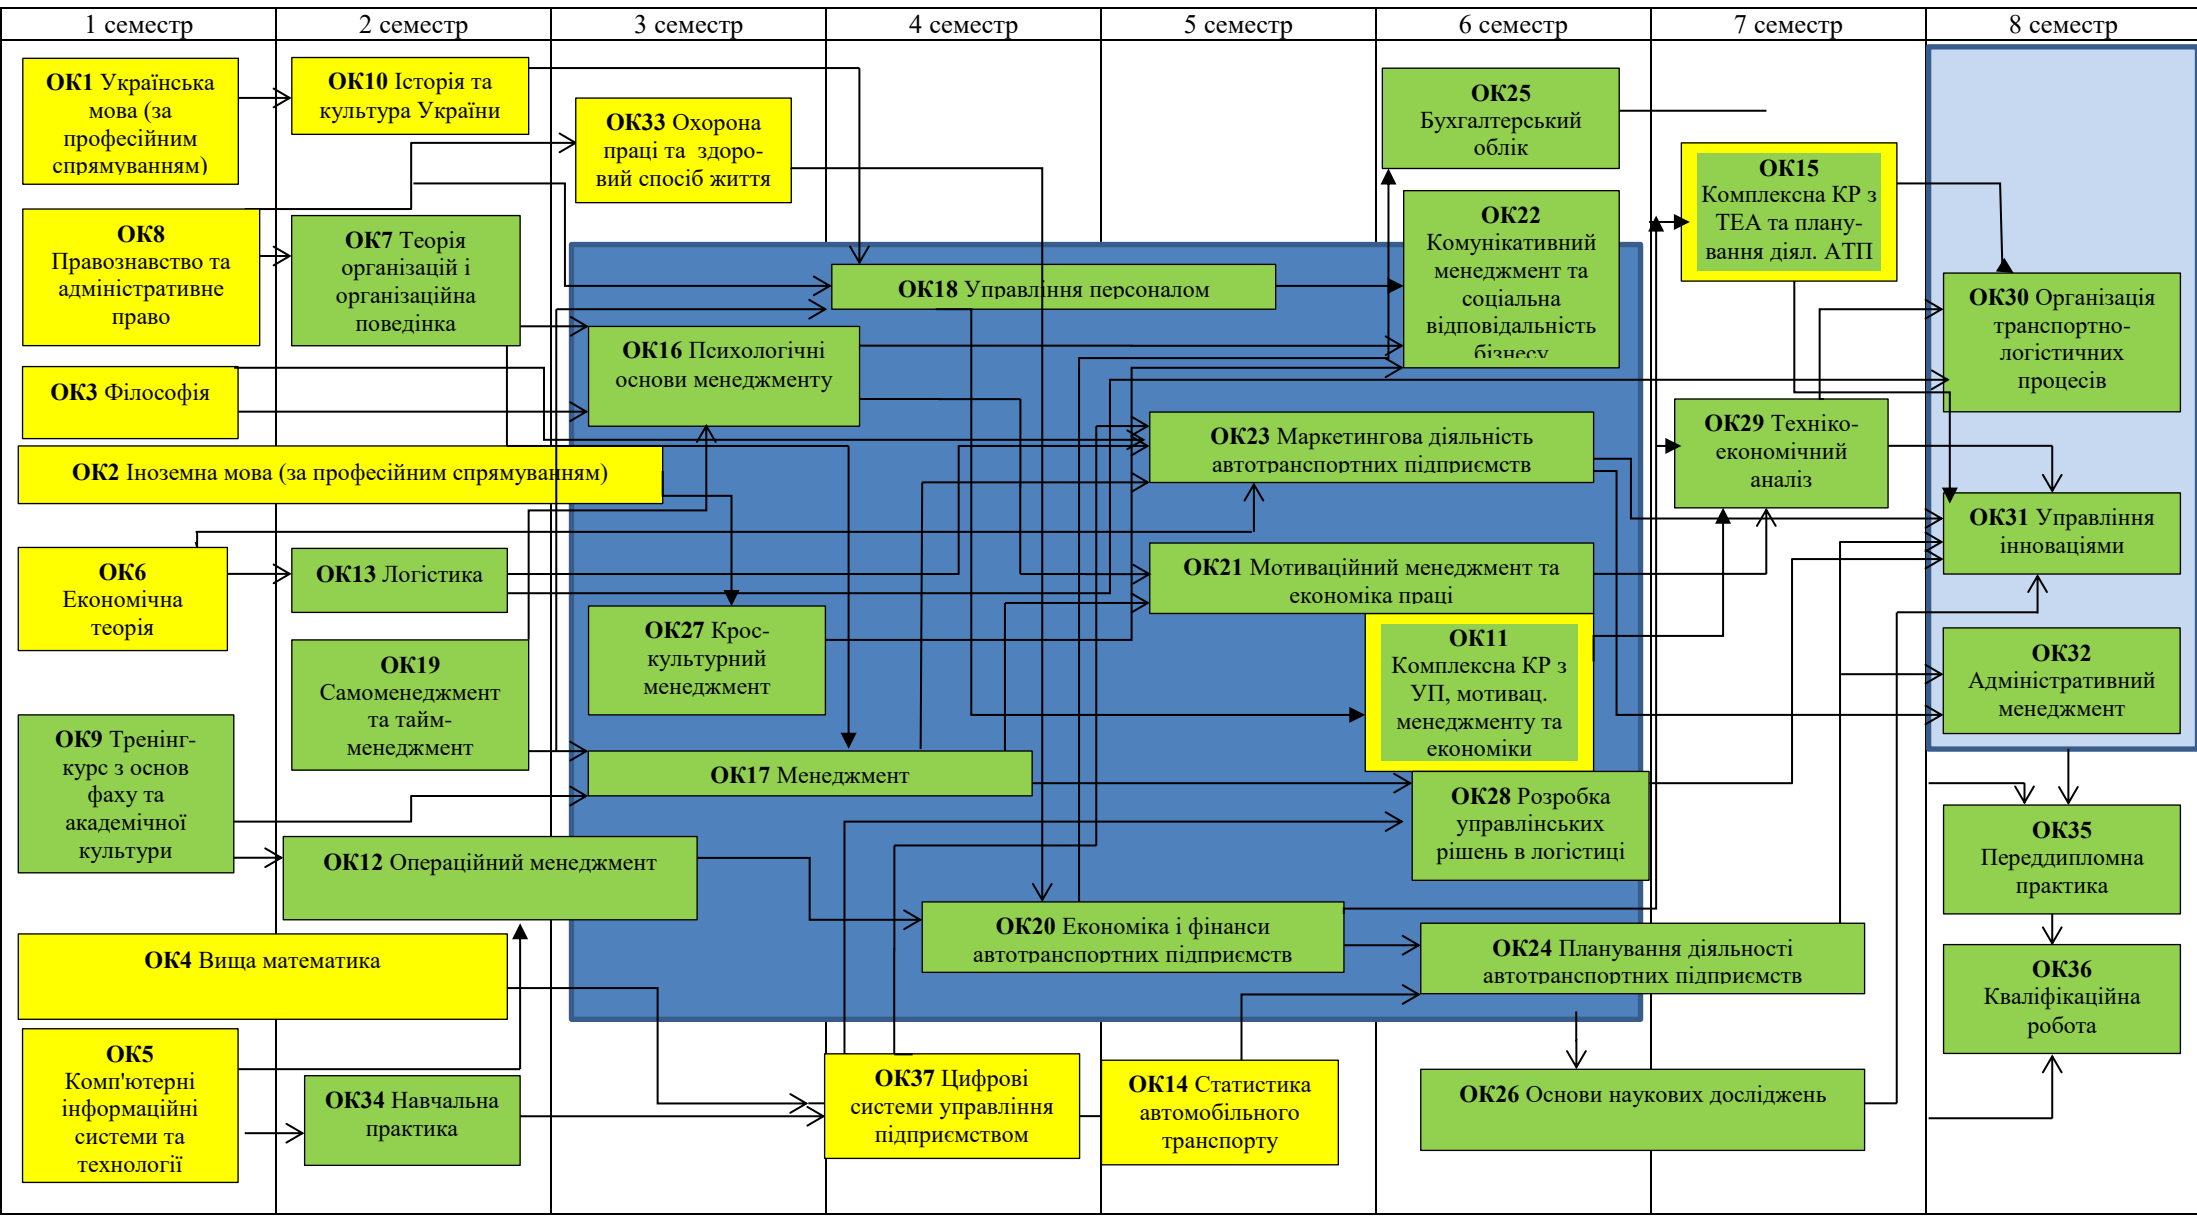 1 семестр
2 семестр
3 семестр
4 семестр
5 семестр
6 семестр
7 семестр
8 семестр
ОК1 Українська
мова (за
професійним
спрямуванням)
ОК8
Правознавство та
адміністративне
право
ОК3 Філософія
ОК2 Іноземна мова (за професійним спрямуванням)
ОК6
Економічна
теорія
ОК9 Тренінг-
курс з основ
фаху та
академічної
культури
ОК4 Вища математика
ОК5
Комп'ютерні
інформаційні
системи та
технології
ОК10 Історія та
культура України
ОК7 Теорія
організацій і
організаційна
поведінка
ОК13 Логістика
ОК19
Самоменеджмент
та тайм-
менеджмент
ОК12 Операційний менеджмент
ОК34 Навчальна
практика
ОК33 Охорона
праці та здоро-
вий спосіб життя
ОК16 Психологічні
основи менеджменту
ОК27 Крос-
культурний
менеджмент
ОК17 Менеджмент
ОК18 Управління персоналом
ОК20 Економіка і фінанси
автотранспортних підприємств
ОК37 Цифрові
системи управління
підприємством
ОК23 Маркетингова діяльність
автотранспортних підприємств
ОК21 Мотиваційний менеджмент та
економіка праці
ОК14 Статистика
автомобільного
транспорту
ОК25
Бухгалтерський
облік
ОК22
Комунікативний
менеджмент та
соціальна
відповідальність
бізнесу
ОК11
Комплексна КР з
УП, мотивац.
менеджменту та
економіки
ОК28 Розробка
управлінських
рішень в логістиці
ОК24 Планування діяльності
автотранспортних підприємств
ОК26 Основи наукових досліджень
ОК15
Комплексна КР з
ТЕА та плану-
вання діял. АТП
ОК29 Техніко-
економічний
аналіз
ОК30 Організація
транспортно-
логістичних
процесів
ОК31 Управління
інноваціями
ОК32
Адміністративний
менеджмент
ОК35
Переддипломна
практика
ОК36
Кваліфікаційна
робота